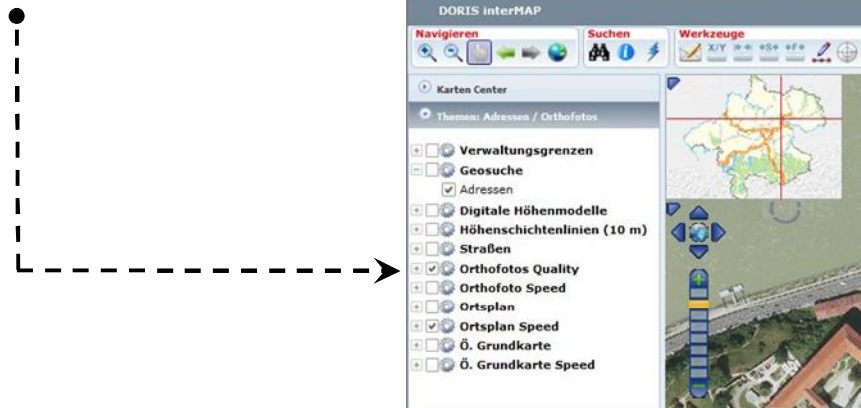 DORIS interMAP
Navigieren Suchen Werkzeuge
X/Y +S+ +F+
Karten Center
Themen: Adressen / Orthofotos
Verwaltungsgrenzen
Geosuche
Adressen
Digitale Höhenmodelle
Höhenschichtenlinien (10 m)
Straßen
Orthofotos Quality
Orthofoto Speed
Ortsplan
Ortsplan Speed
Ö. Grundkarte
Ö. Grundkarte Speed